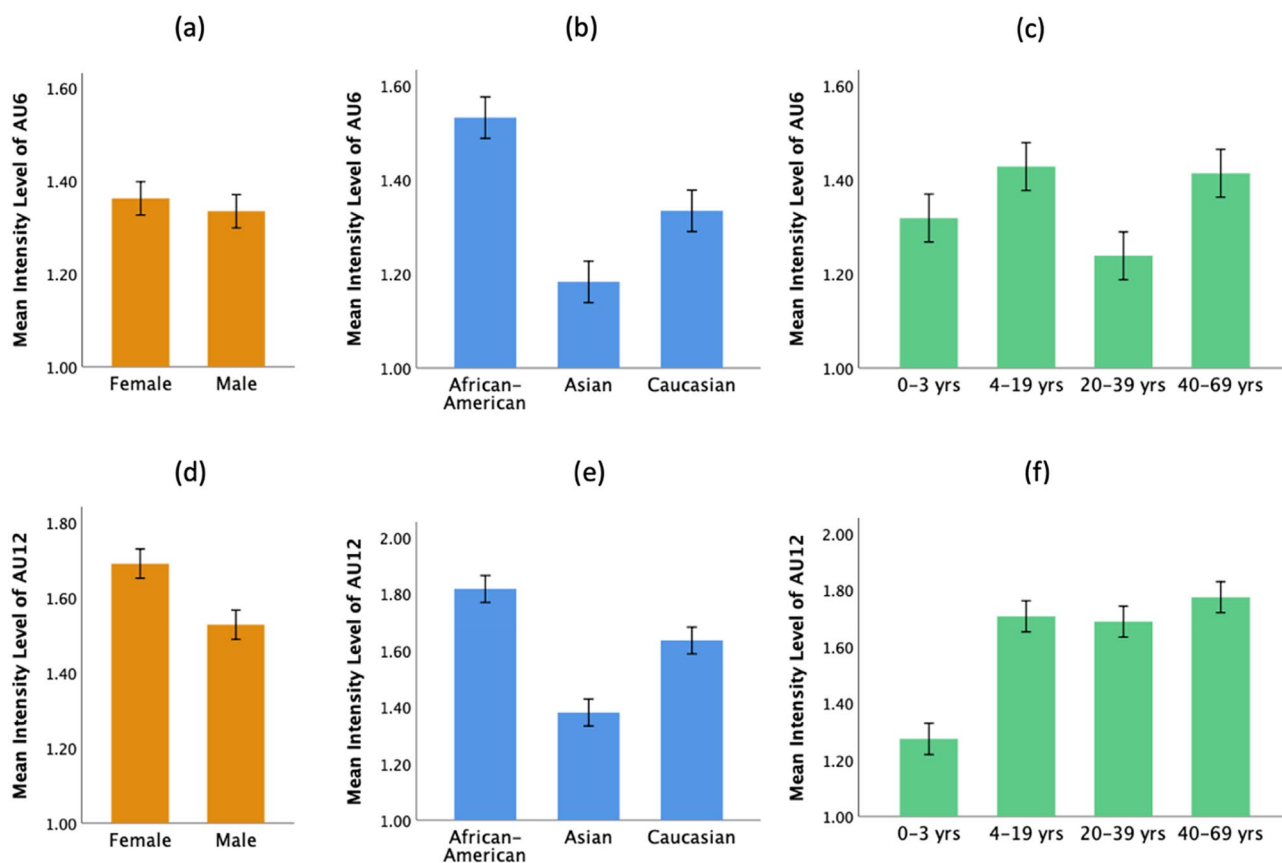 (a)
Mean Intensity Level of AU6
1.60
1.40
1.20
1.00
Female
Male
(b)
Mean Intensity Level of AU6
1.60
1.40
1.20
1.00
African-
American
Asian
Caucasian
(c)
Mean Intensity Level of AU6
1.60
1.40
1.20
1.00
0-3 yrs
4-19 yrs
20-39 yrs
40-69 yrs
(d)
Mean Intensity Level of AU12
1.80
1.60
1.40
1.20
1.00
Female
Male
(e)
Mean Intensity Level of AU12
2.00
1.80
1.60
1.40
1.20
1.00
African-
American
Asian
Caucasian
(f)
Mean Intensity Level of AU12
2.00
1.80
1.60
1.40
1.20
1.00
0-3 yrs
4-19 yrs
20-39 yrs
40-69 yrs